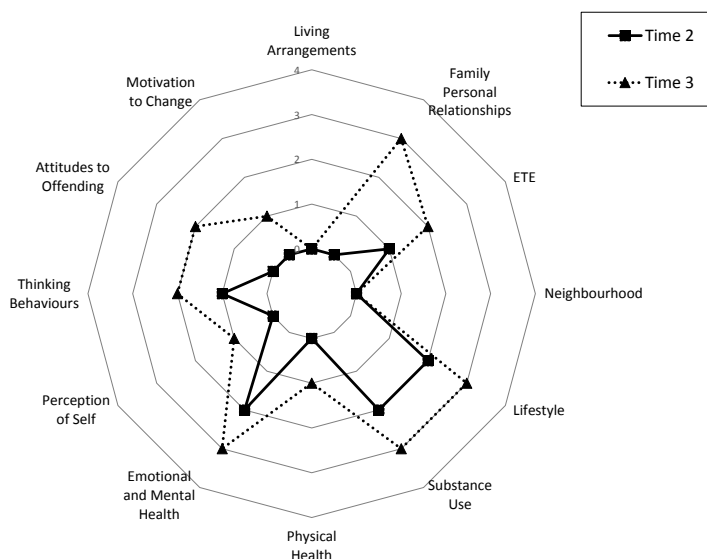 Living
Arrangements
Family
Personal
Relationships
ETE
Neighbourhood
Lifestyle
Substance
Use
Physical
Health
Emotional
and Mental
Health
Perception
of Self
Thinking
Behaviours
Attitudes to
Offending
Motivation
to Change
4
3
2
1
0
Time 2
Time 3